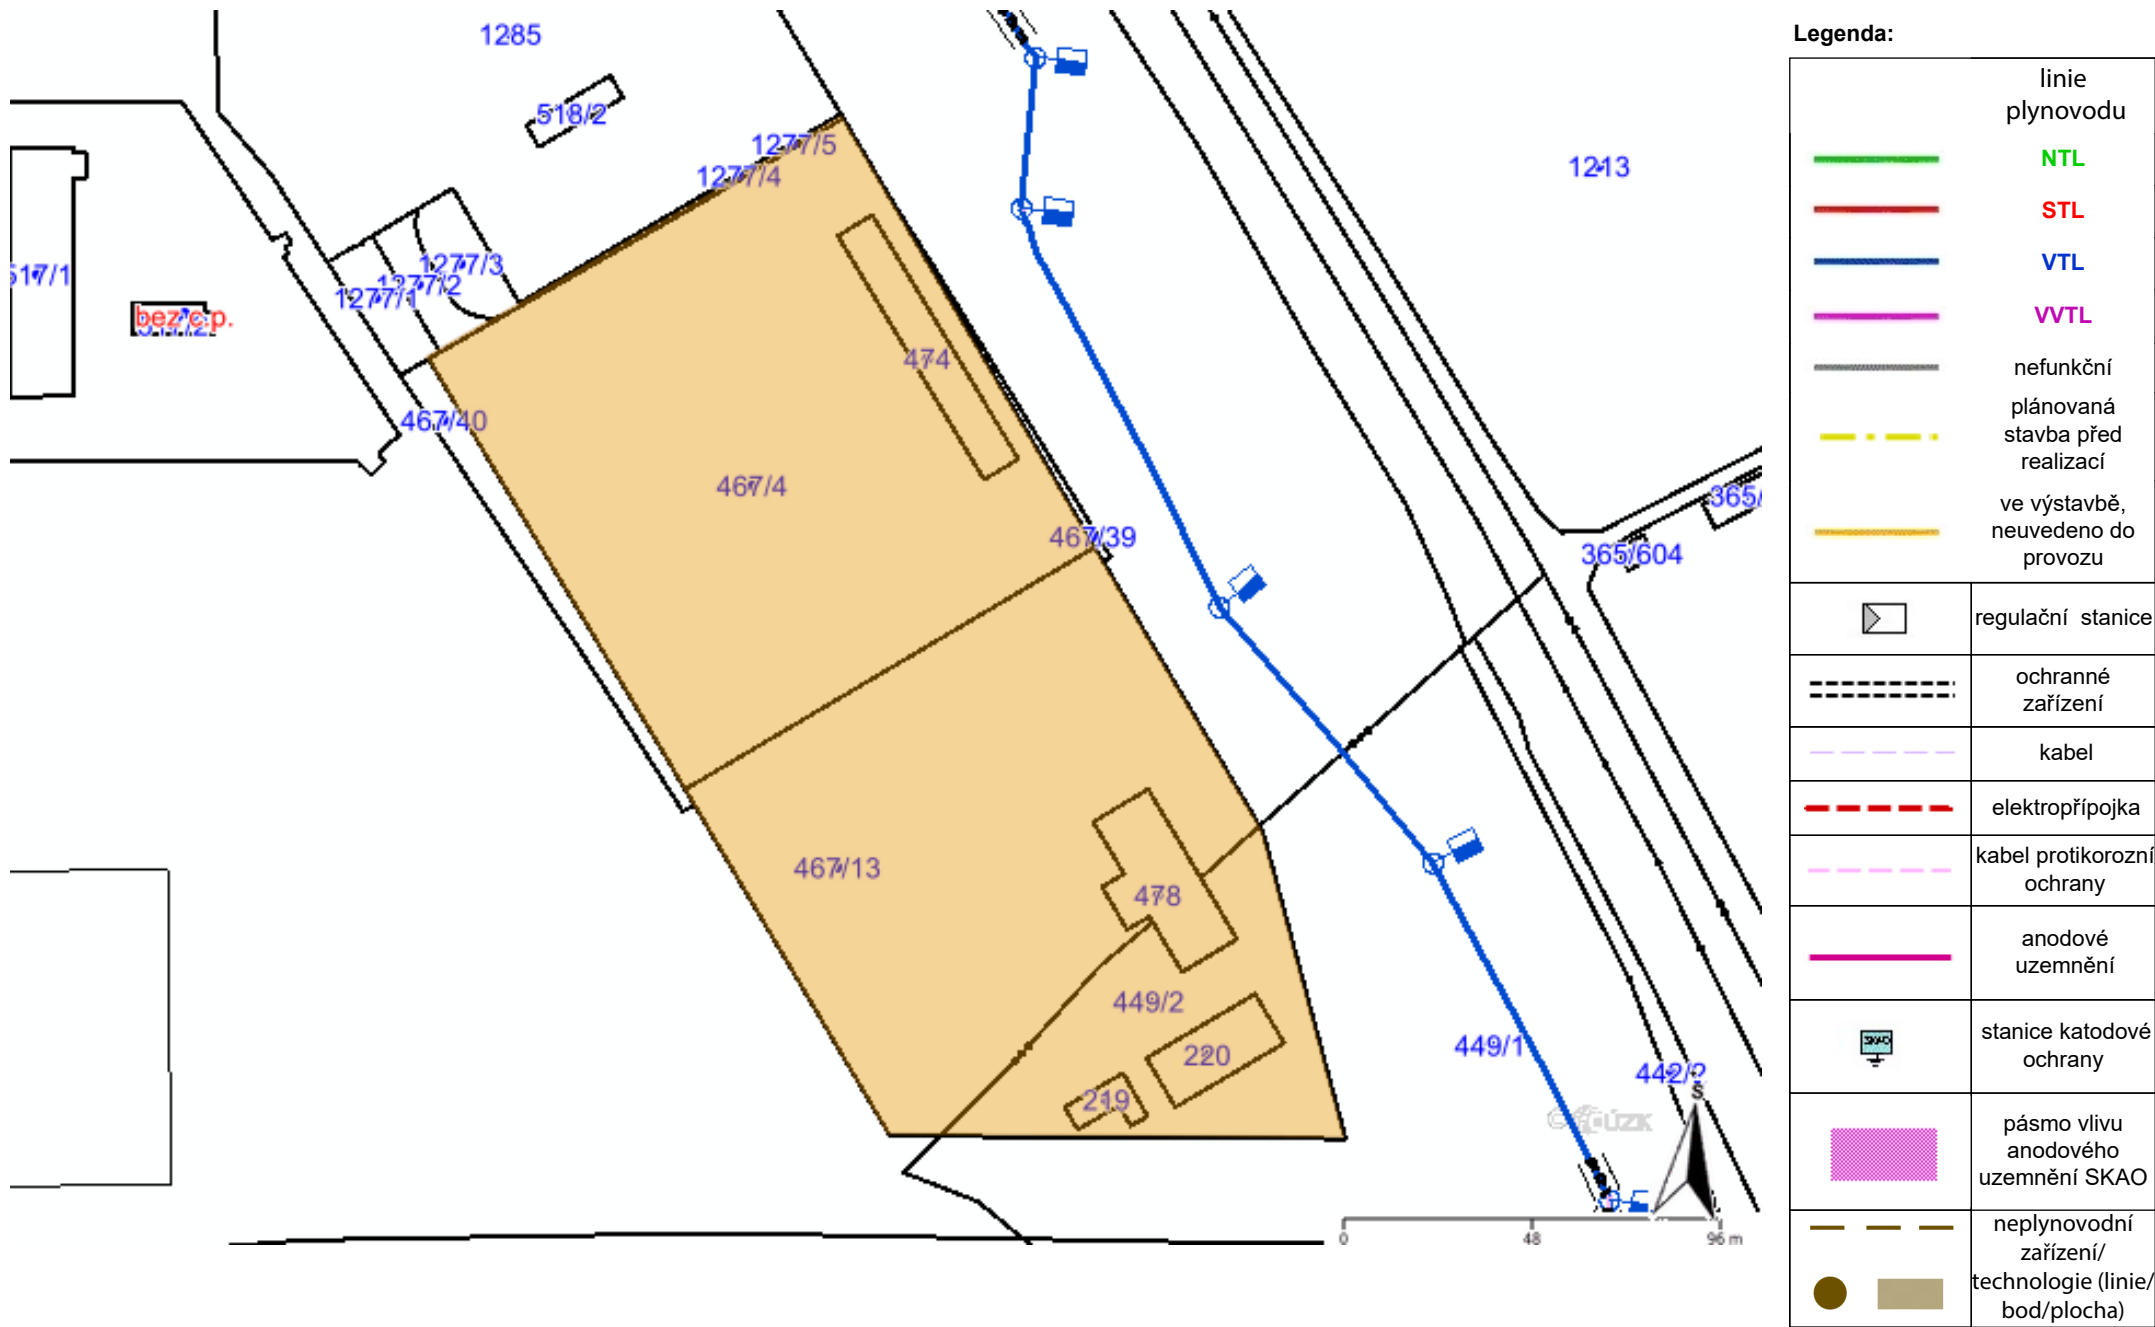 1285
518/2
1277/5
1277/4
1213
1277/3
1277/2
1277/1
517/1
bez č.p.
474
467/40
467/4
467/39
365/
365/604
467/13
478
449/2
220
219
449/1
442/2
S
0 48 96 m
Legenda:
linie
plynovodu
NTL
STL
VTL
VVTL
nefunkční
plánovaná
stavba před
realizací
ve výstavbě,
neuvedeno do
provozu
regulační stanice
ochranné
zařízení
kabel
elektropřípojka
kabel protikorozní
ochrany
anodové
uzemnění
SKAO
stanice katodové
ochrany
pásmo vlivu
anodového
uzemnění SKAO
neplynovodní
zařízení/
technologie (linie/
bod/plocha)